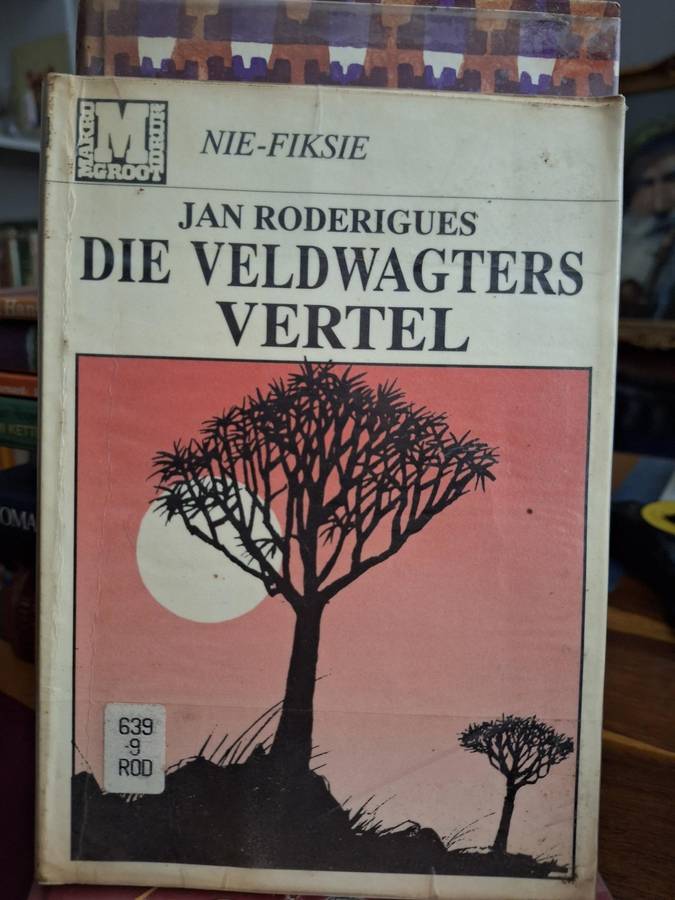 MAKRO
M
GROOT
DRUK
NIE-FIKSIE
JAN RODERIGUES
DIE VELDWAGTERS
VERTEL
639
.9
ROD